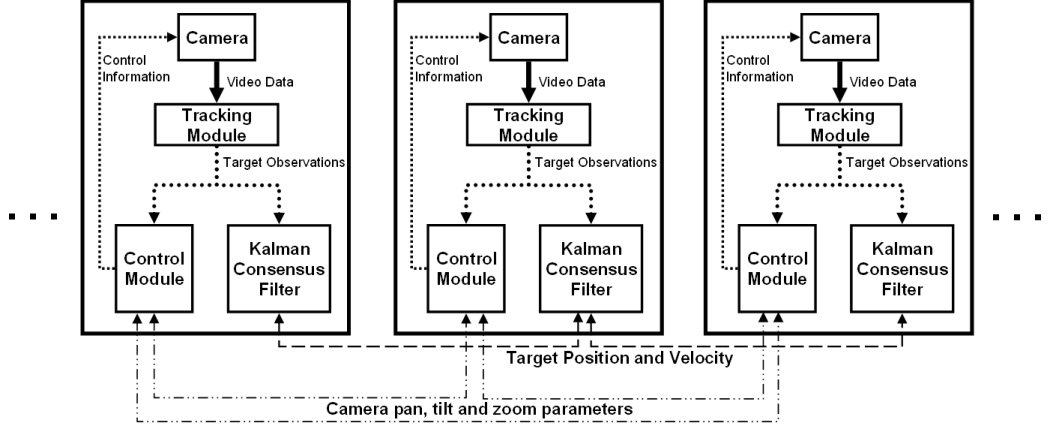 Camera
Control
Information
Video Data
Tracking
Module
Target Observations
Control
Module
Kalman
Consensus
Filter
Camera
Control
Information
Video Data
Tracking
Module
Target Observations
Control
Module
Kalman
Consensus
Filter
Camera
Control
Information
Video Data
Tracking
Module
Target Observations
Control
Module
Kalman
Consensus
Filter
Target Position and Velocity
Camera pan, tilt and zoom parameters